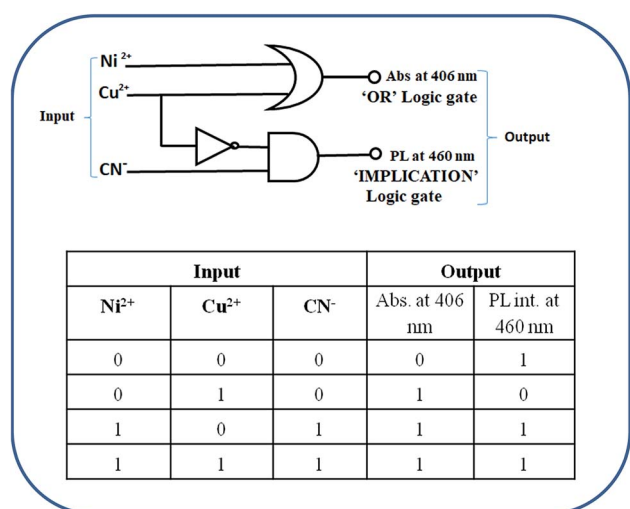 Ni 2+
Cu2+
Input
CN-
Abs at 406 nm
'OR' Logic gate
Output
PL at 460 nm
'IMPLICATION'
Logic gate
Input Output
Ni2+ Cu2+ CN- Abs. at 406 PL int. at
nm 460 nm
0 0 0 0 1
0 1 0 1 0
1 0 1 1 1
1 1 1 1 1